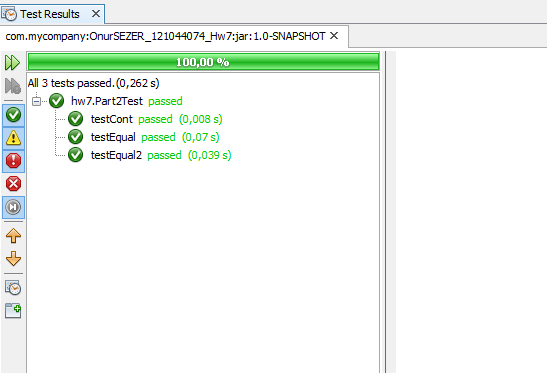 Test Results
com.mycompany:OnurSEZER_121044074_Hw7:jar:1.0-SNAPSHOT
100,00 %
All 3 tests passed.(0,262 s)
hw7.Part2Test passed
testCont passed (0,008 s)
testEqual passed (0,07 s)
testEqual2 passed (0,039 s)